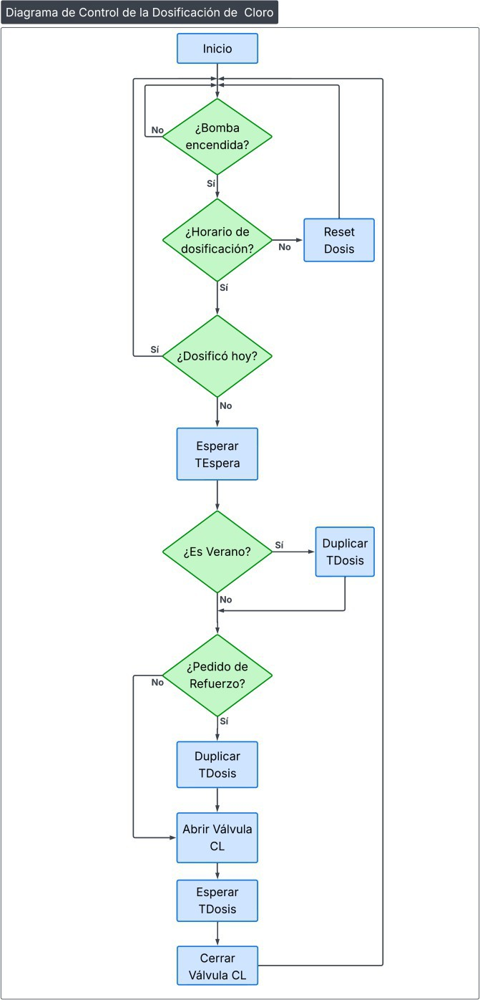 Diagrama de Control de la Dosificación de  Cloro
Inicio
¿Bomba
encendida?
No
Sí
¿Horario de
dosificación?
No
Reset
Dosis
Sí
¿Dosificó hoy?
Sí
No
Esperar
TEspera
¿Es Verano?
Sí
Duplicar
TDosis
No
¿Pedido de
Refuerzo?
No
Sí
Duplicar
TDosis
Abrir Válvula
CL
Esperar
TDosis
Cerrar
Válvula CL